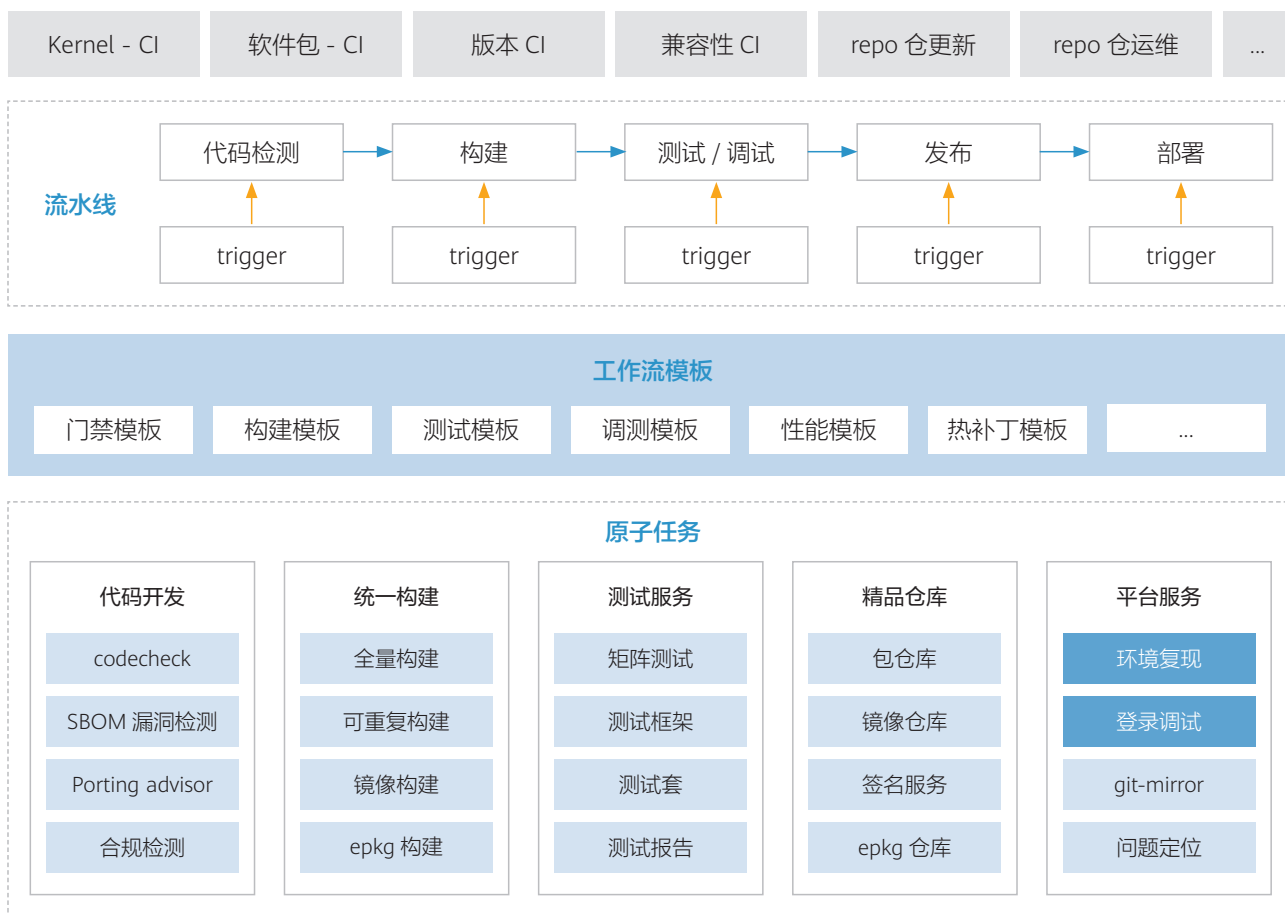 Kernel - CI 软件包 - CI 版本 CI 兼容性 CI repo 仓更新 repo 仓运维 ...
代码检测 构建 测试 / 调试 发布 部署
流水线
trigger trigger trigger trigger trigger
工作流模板
门禁模板 构建模板 测试模板 调测模板 性能模板 热补丁模板 ...
原子任务
代码开发 统一构建 测试服务 精品仓库 平台服务
codecheck 全量构建 矩阵测试 包仓库 环境复现
SBOM 漏洞检测 可重复构建 测试框架 镜像仓库 登录调试
Porting advisor 镜像构建 测试套 签名服务 git-mirror
合规检测 epkg 构建 测试报告 epkg 仓库 问题定位